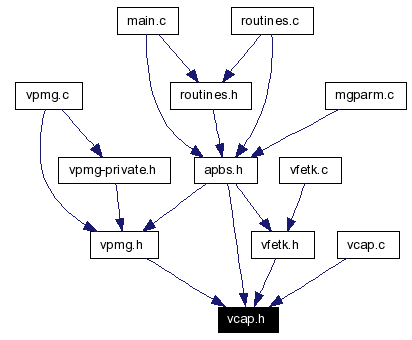 main.c
routines.c
vpmg.c
routines.h
mgparm.c
vpmg-private.h
apbs.h
vfetk.c
vpmg.h
vfetk.h
vcap.c
vcap.h